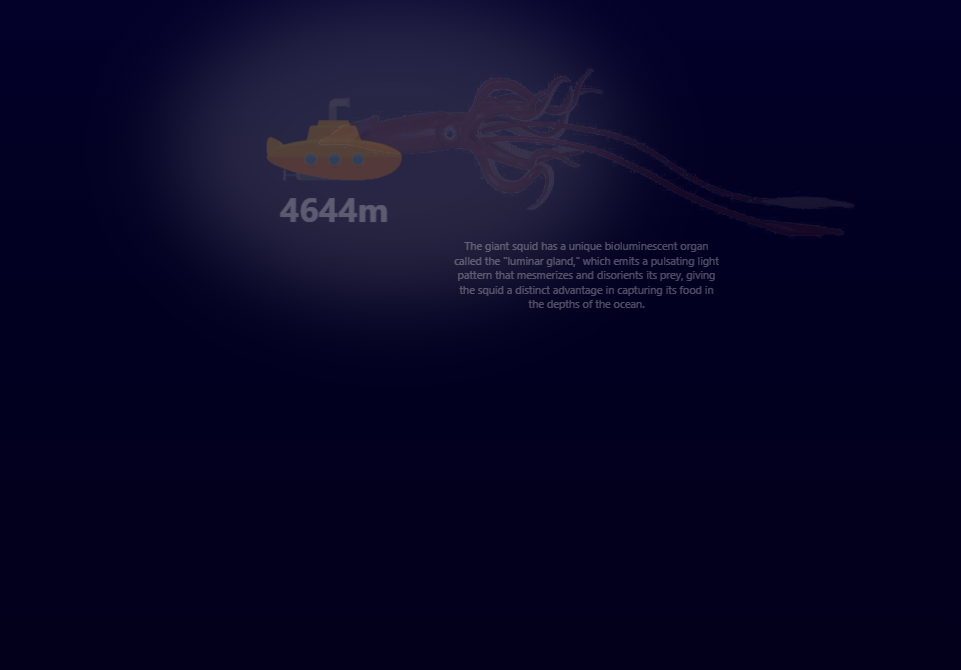 4644m
The giant squid has a unique bioluminescent organ
called the "luminar gland," which emits a pulsating light
pattern that mesmerizes and disorients its prey, giving
the squid a distinct advantage in capturing its food in
the depths of the ocean.